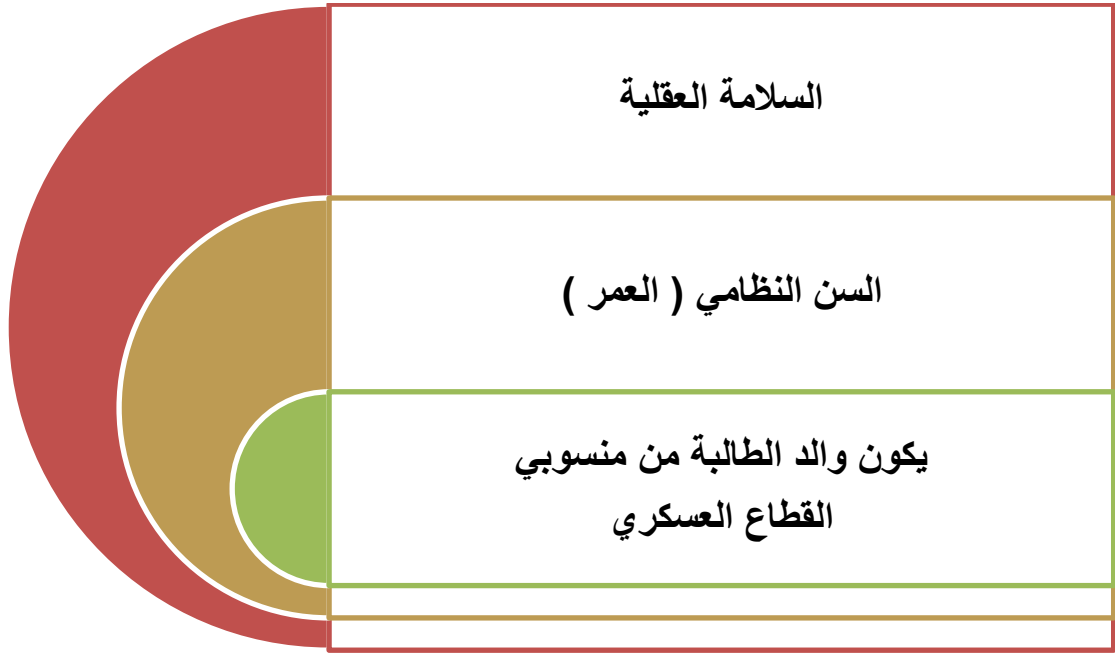 السلامة العقلية
السن النظامي ( العمر )
يكون والد الطالبة من منسوبي
القطاع العسكري